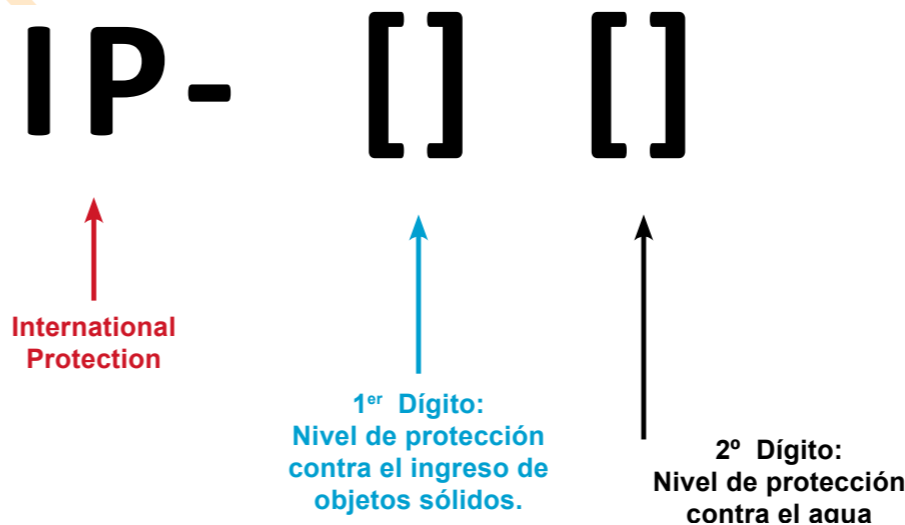 IP- [] []
International
Protection
1er Dígito:
Nivel de protección
contra el ingreso de
objetos sólidos.
2º Dígito:
Nivel de protección
contra el agua